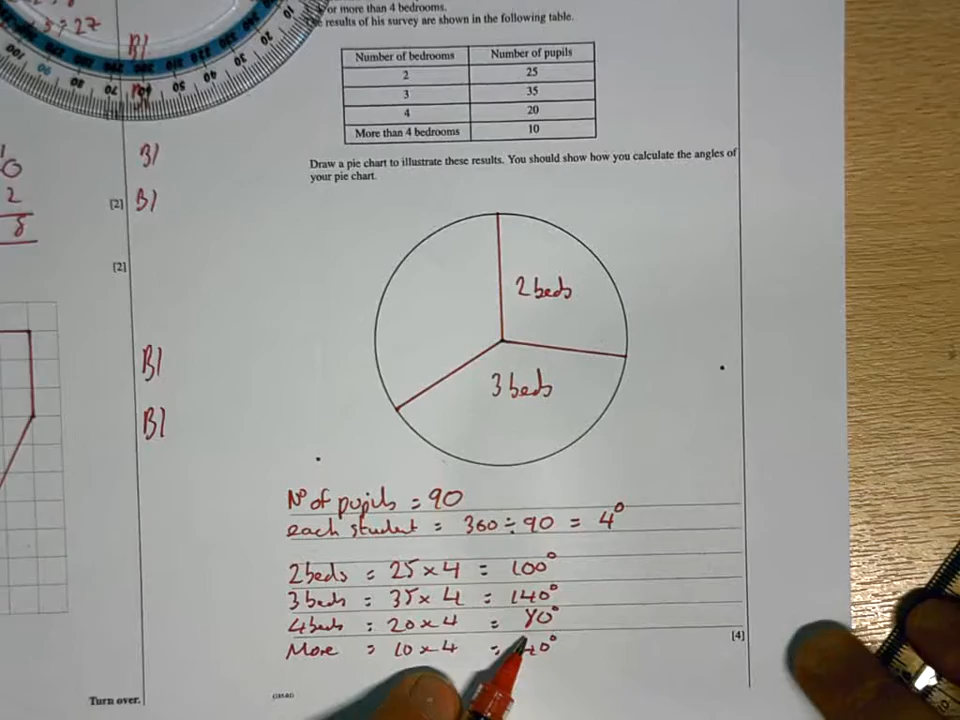 or more than 4 bedrooms.
The results of his survey are shown in the following table.
Number of bedrooms Number of pupils
2 25
3 35
4 20
More than 4 bedrooms 10
Draw a pie chart to illustrate these results. You should show how you calculate the angles of
your pie chart.
2 beds
3 beds
Nº of pupils = 90
each student = 360 ÷ 90 = 4°
2 beds = 25 × 4 = 100°
3 beds = 35 × 4 = 140°
4 beds = 20 × 4 = 80°
More = 10 × 4 = 40°
[4]
B1
B1
B1
[2] B1
[2]
B1
B1
Turn over.